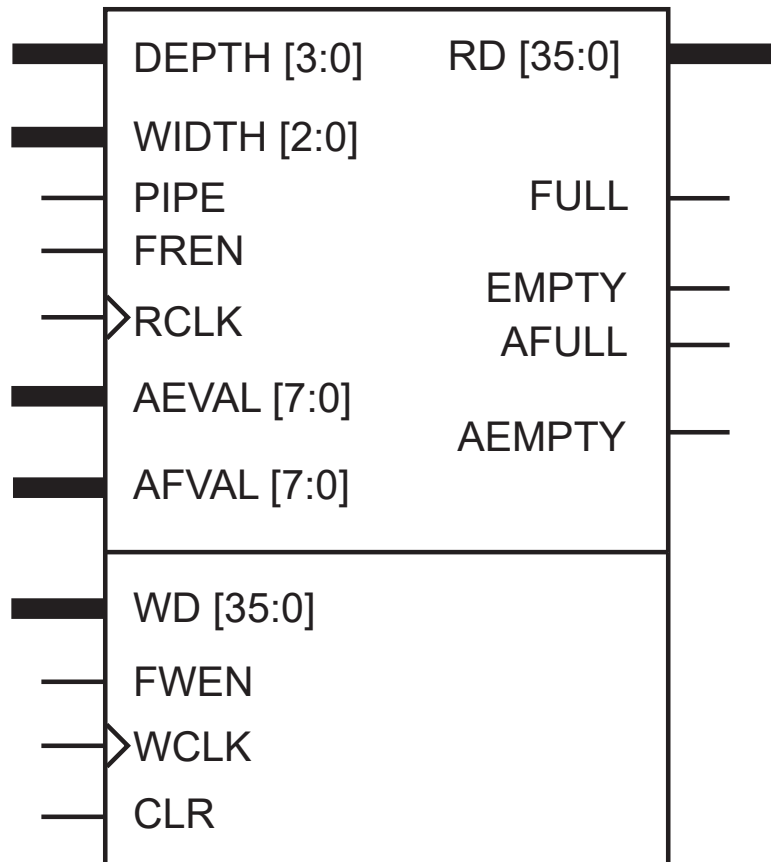 DEPTH [3:0] RD [35:0]
WIDTH [2:0]
PIPE FULL
FREN
EMPTY
RCLK
AFULL
AEVAL [7:0]
AEMPTY
AFVAL [7:0]
WD [35:0]
FWEN
WCLK
CLR